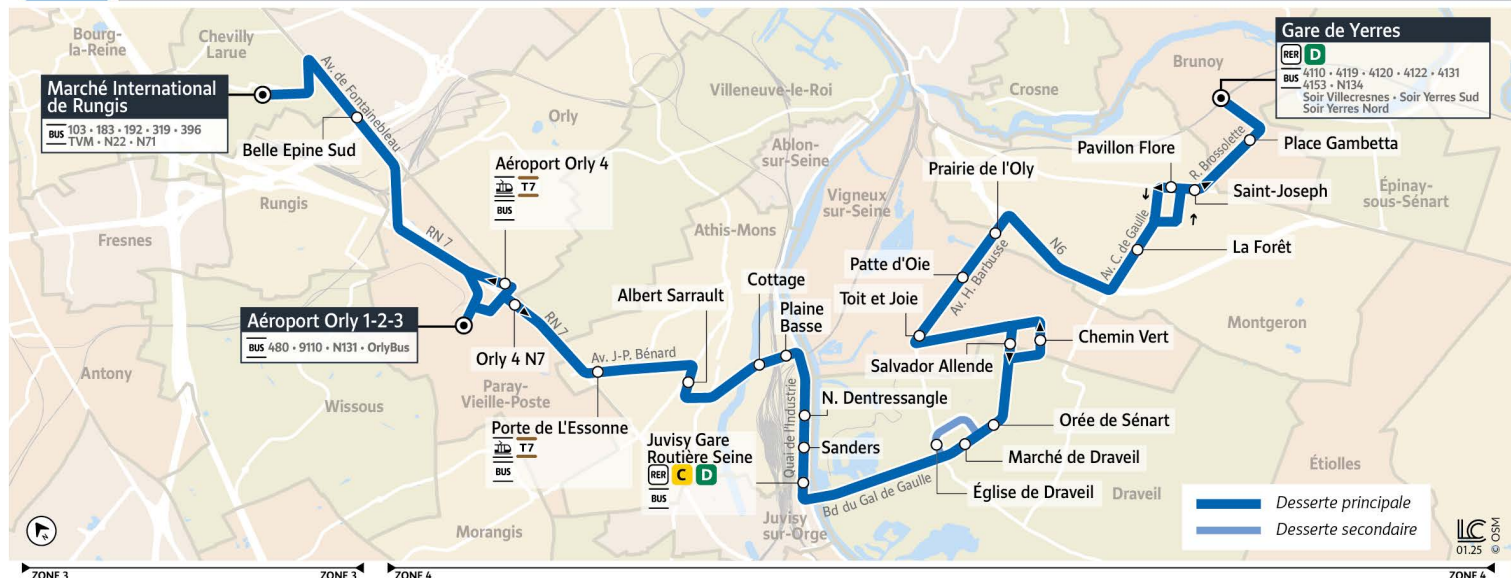 Bourg-
la-Reine
Chevilly
Larue
Marché International
de Rungis
BUS 103 • 183 • 192 • 319 • 396
TVM • N22 • N71
Av. de Fontainebleau
Belle Epine Sud
Orly
Villeneuve-le-Roi
Crosne
Brunoy
Gare de Yerres
RER D
BUS 4110 • 4119 • 4120 • 4122 • 4131
4153 • N134
Soir Villecresnes • Soir Yerres Sud
Soir Yerres Nord
Place Gambetta
R. Brossolette
Pavillon Flore
Saint-Joseph
Épinay-
sous-Sénart
Av. C. de Gaulle
La Forêt
Prairie de l'Oly
N6
Av. H. Barbusse
Patte d'Oie
Toit et Joie
Ablon-
sur-Seine
Vigneux
sur-Seine
Athis-Mons
Aéroport Orly 4
T7
BUS
Rungis
Fresnes
RN 7
Aéroport Orly 1-2-3
BUS 480 • 9110 • N131 • OrlyBus
Orly 4 N7
RN 7
Albert Sarrault
Cottage
Plaine
Basse
Av. J-P. Bénard
Salvador Allende
Chemin Vert
Montgeron
Antony
Wissous
Paray-
Vieille-Poste
Porte de L'Essonne
T7
BUS
Juvisy Gare
Routière Seine
RER C D
BUS
Quai de l'Industrie
N. Dentressangle
Sanders
Orée de Sénart
Marché de Draveil
Église de Draveil
Bd du Gal de Gaulle
Draveil
Étiolles
Morangis
Juvisy
sur-Orge
Desserte principale
Desserte secondaire
N
LC
01.25
© OSM
ZONE 3
ZONE 3
ZONE 4
ZONE 4